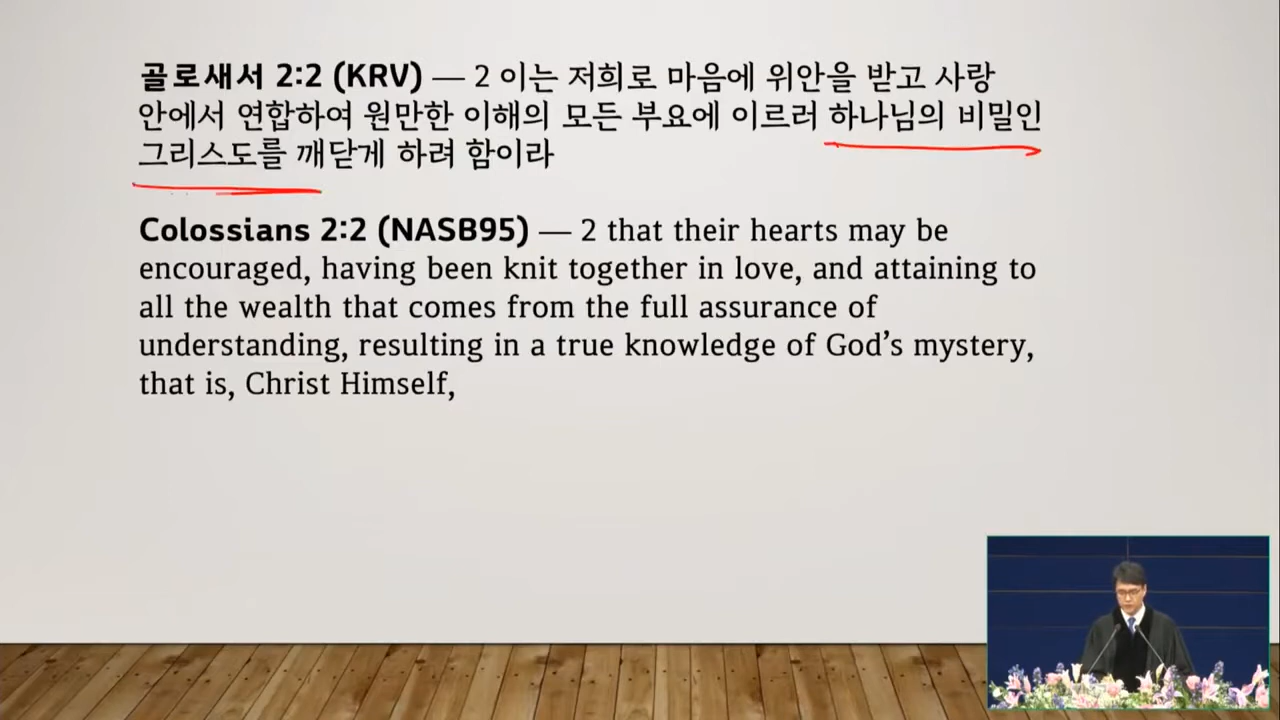 골로새서 2:2 (KRV) — 2 이는 저희로 마음에 위안을 받고 사랑
안에서 연합하여 원만한 이해의 모든 부요에 이르러 하나님의 비밀인
그리스도를 깨닫게 하려 함이라
Colossians 2:2 (NASB95) — 2 that their hearts may be
encouraged, having been knit together in love, and attaining to
all the wealth that comes from the full assurance of
understanding, resulting in a true knowledge of God’s mystery,
that is, Christ Himself,